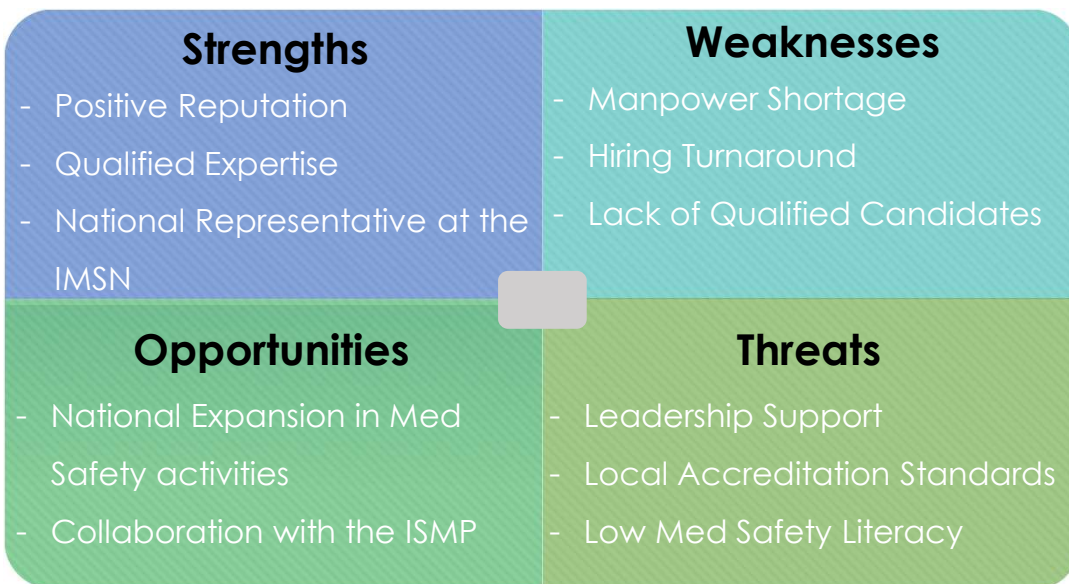 Strengths
- Positive Reputation
- Qualified Expertise
- National Representative at the
IMSN
Weaknesses
- Manpower Shortage
- Hiring Turnaround
- Lack of Qualified Candidates
Opportunities
- National Expansion in Med
Safety activities
- Collaboration with the ISMP
Threats
- Leadership Support
- Local Accreditation Standards
- Low Med Safety Literacy